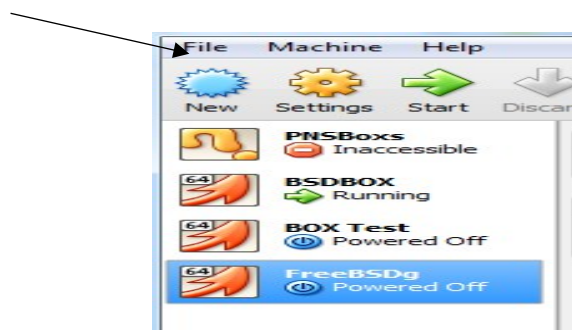 File Machine Help
New Settings Start Discar
PNSBoxs
Inaccessible
64
BSDBOX
Running
64
BOX Test
Powered Off
64
FreeBSDg
Powered Off